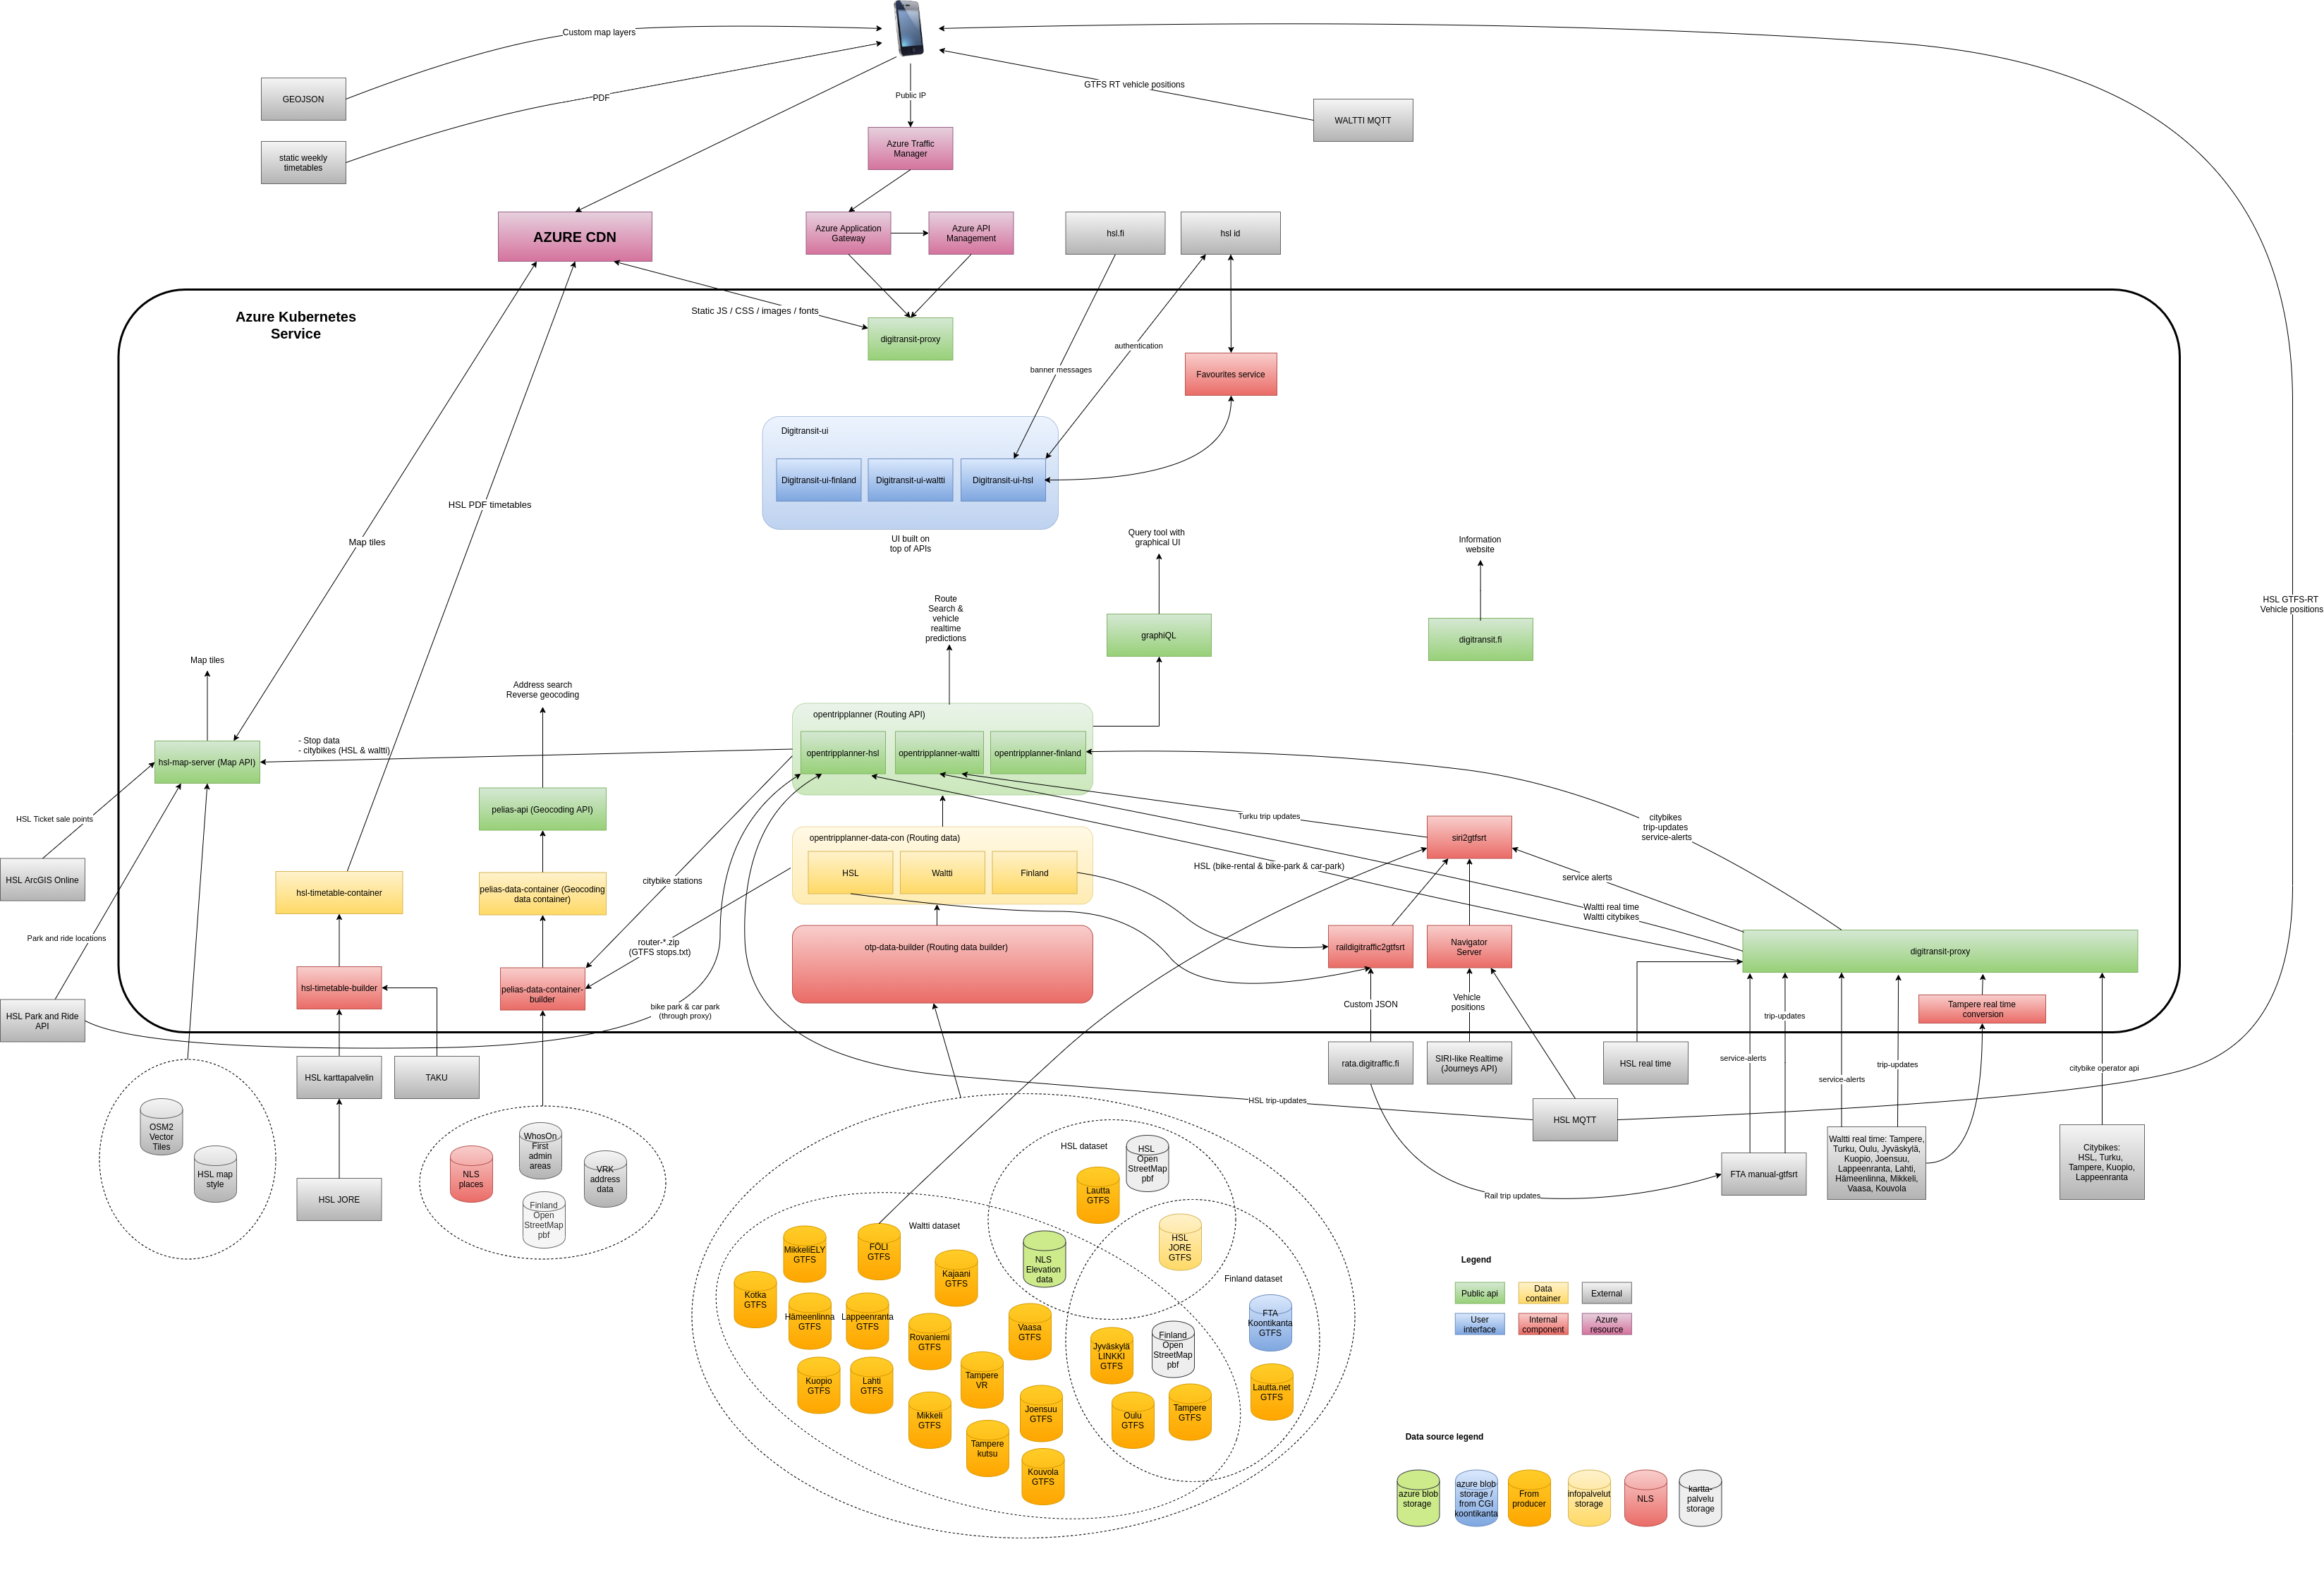 Custom map layers
GEOJSON
PDF
static weekly
timetables
Public IP
GTFS RT vehicle positions
WALTTI MQTT
Azure Traffic
Manager
AZURE CDN
Azure Application
Gateway
Azure API
Management
hsl.fi
hsl id
Azure Kubernetes
Service
Static JS / CSS / images / fonts
digitransit-proxy
authentication
banner messages
Favourites service
Digitransit-ui
Digitransit-ui-finland
Digitransit-ui-waltti
Digitransit-ui-hsl
UI built on
top of APIs
HSL PDF timetables
Map tiles
Query tool with
graphical UI
Information
website
Route
Search &
vehicle
realtime
predictions
graphiQL
digitransit.fi
HSL GTFS-RT
Vehicle positions
Map tiles
Address search
Reverse geocoding
opentripplanner (Routing API)
- Stop data
- citybikes (HSL & waltti)
hsl-map-server (Map API)
opentripplanner-hsl
opentripplanner-waltti
opentripplanner-finland
HSL Ticket sale points
pelias-api (Geocoding API)
Turku trip updates
citybikes
trip-updates
service-alerts
opentripplanner-data-con (Routing data)
siri2gtfsrt
HSL ArcGIS Online
hsl-timetable-container
pelias-data-container (Geocoding
data container)
citybike stations
HSL
Waltti
Finland
HSL (bike-rental & bike-park & car-park)
service alerts
Waltti real time
Waltti citybikes
Park and ride locations
router-*.zip
(GTFS stops.txt)
otp-data-builder (Routing data builder)
raildigitraffic2gtfsrt
Navigator
Server
digitransit-proxy
hsl-timetable-builder
pelias-data-container-
builder
bike park & car park
(through proxy)
Custom JSON
Vehicle
positions
Tampere real time
conversion
trip-updates
HSL Park and Ride
API
HSL karttapalvelin
TAKU
rata.digitraffic.fi
SIRI-like Realtime
(Journeys API)
HSL real time
service-alerts
trip-updates
service-alerts
citybike operator api
HSL trip-updates
HSL MQTT
OSM2
Vector
Tiles
HSL map
style
HSL JORE
NLS
places
WhosOn
First
admin
areas
VRK
address
data
Finland
Open
StreetMap
pbf
FTA manual-gtfsrt
Waltti real time: Tampere,
Turku, Oulu, Jyväskylä,
Kuopio, Joensuu,
Lappeenranta, Lahti,
Hämeenlinna, Mikkeli,
Vaasa, Kouvola
Citybikes:
HSL, Turku,
Tampere, Kuopio,
Lappeenranta
Rail trip updates
HSL dataset
HSL
Open
StreetMap
pbf
Lautta
GTFS
Waltti dataset
HSL
JORE
GTFS
MikkeliELY
GTFS
FÖLI
GTFS
Kajaani
GTFS
NLS
Elevation
data
Finland dataset
Kotka
GTFS
Hämeenlinna
GTFS
Lappeenranta
GTFS
Rovaniemi
GTFS
Vaasa
GTFS
Jyväskylä
LINKKI
GTFS
Finland
Open
StreetMap
pbf
FTA
Koontikanta
GTFS
Kuopio
GTFS
Lahti
GTFS
Tampere
VR
Mikkeli
GTFS
Joensuu
GTFS
Oulu
GTFS
Tampere
GTFS
Lautta.net
GTFS
Tampere
kutsu
Kouvola
GTFS
Legend
Public api
Data
container
External
User
interface
Internal
component
Azure
resource
Data source legend
azure blob
storage
azure blob
storage /
from CGI
koontikanta
From
producer
infopalvelut
storage
NLS
kartta-
palvelu
storage